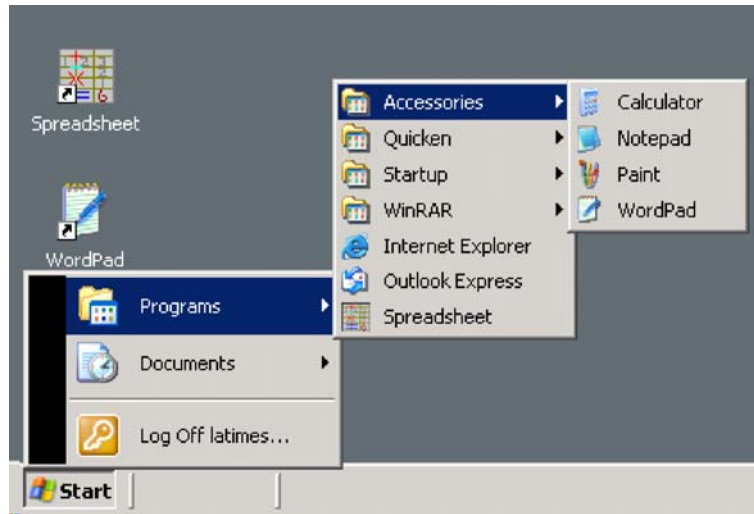 Spreadsheet
WordPad
Programs
Documents
Log Off latimes...
Start
Accessories
Quicken
Startup
WinRAR
Internet Explorer
Outlook Express
Spreadsheet
Calculator
Notepad
Paint
WordPad